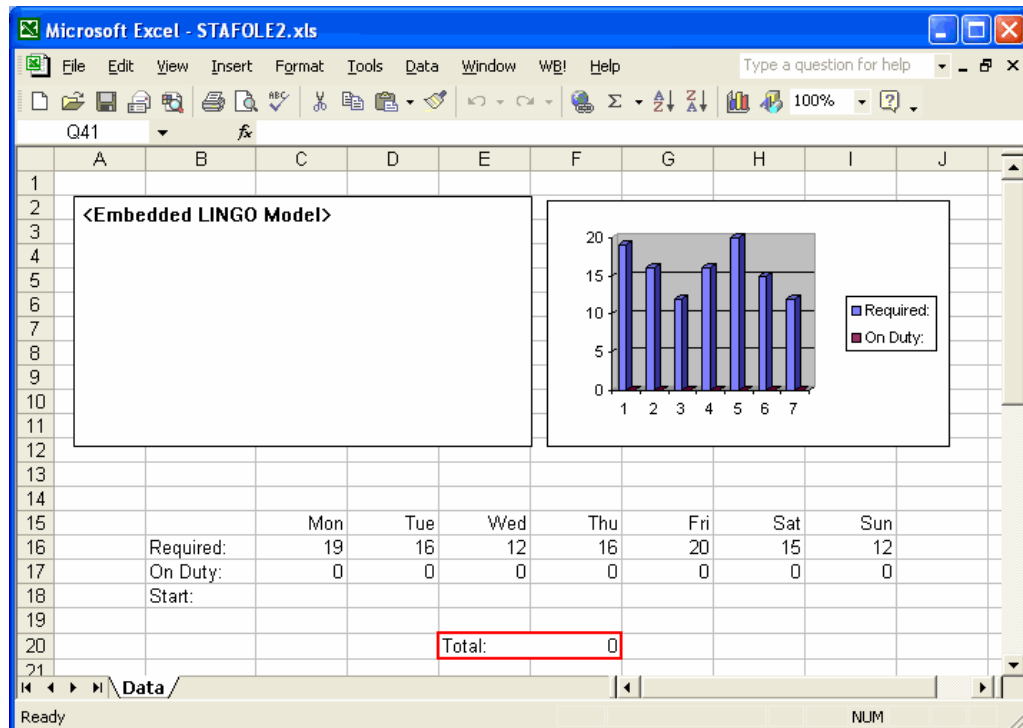 Microsoft Excel - STAFOLE2.xls
File Edit View Insert Format Tools Data Window WB! Help Type a question for help
ABC Σ A Z Z A 100% ?
Q41 fx
A B C D E F G H I J
1
2 <Embedded LINGO Model>
3
4
5
6
7
8
9
10
11
12
20
15
10
5
0
1 2 3 4 5 6 7
Required:
On Duty:
13
14
15 Mon Tue Wed Thu Fri Sat Sun
16 Required: 19 16 12 16 20 15 12
17 On Duty: 0 0 0 0 0 0 0
18 Start:
19
20 Total: 0
21
Data
Ready NUM